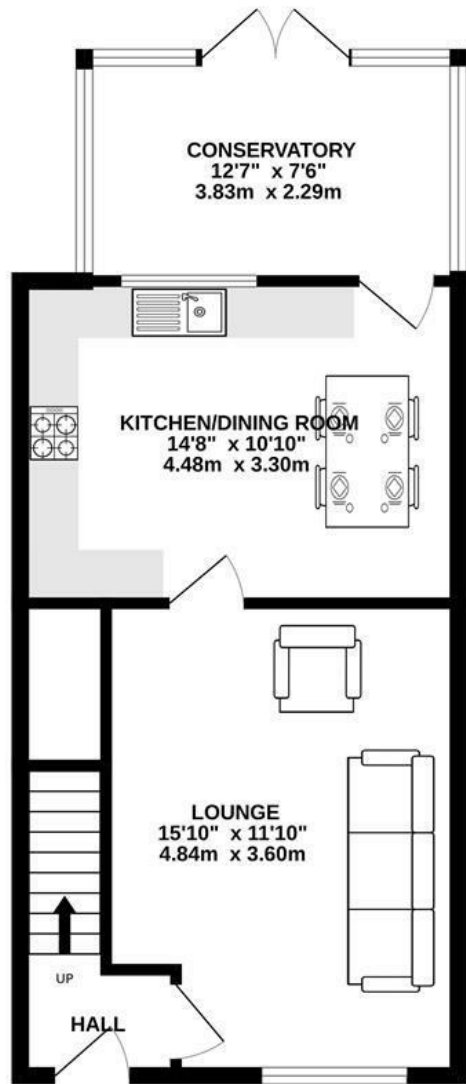 CONSERVATORY
12'7" x 7'6"
3.83m x 2.29m
KITCHEN/DINING ROOM
14'8" x 10'10"
4.48m x 3.30m
LOUNGE
15'10" x 11'10"
4.84m x 3.60m
UP
HALL